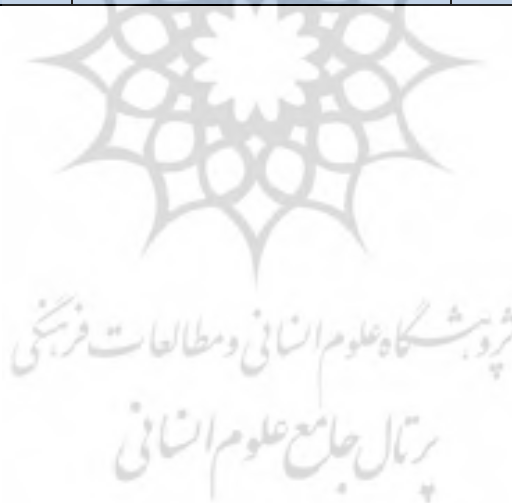 پژوهشگاه علوم انسانی و مطالعات فرهنگی
پرتال جامع علوم انسانی